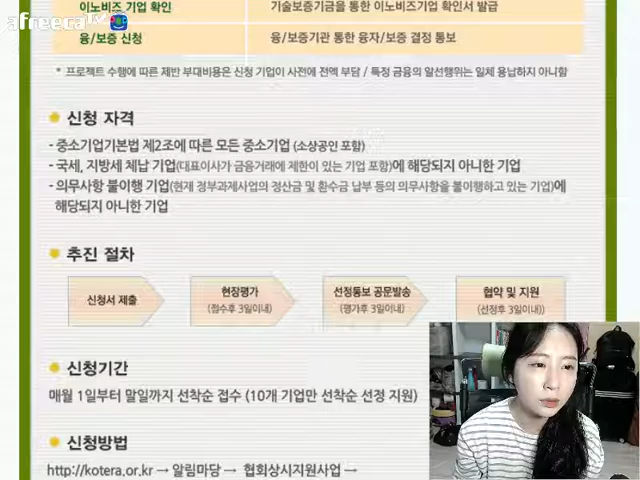 afreecaTV
이노비즈 기업 확인 기술보증기금을 통한 이노비즈기업 확인서 발급
융/보증 신청 융/보증기관 통한 융자/보증 결정 통보
* 프로젝트 수행에 따른 제반 부대비용은 신청 기업이 사전에 전액 부담 / 특정 금융의 알선행위는 일체 용납하지 아니함
신청 자격
- 중소기업기본법 제2조에 따른 모든 중소기업 (소상공인 포함)
- 국세, 지방세 체납 기업(대표이사가 금융거래에 제한이 있는 기업 포함)에 해당되지 아니한 기업
- 의무사항 불이행 기업(현재 정부과제사업의 정산금 및 환수금 납부 등의 의무사항을 불이행하고 있는 기업)에
해당되지 아니한 기업
추진 절차
신청서 제출 현장평가 선정통보 공문발송 협약 및 지원
(접수후 3일이내) (평가후 3일이내) (선정후 3일이내))
신청기간
매월 1일부터 말일까지 선착순 접수 (10개 기업만 선착순 선정 지원)
신청방법
http://kotera.or.kr → 알림마당 → 협회상시지원사업 →